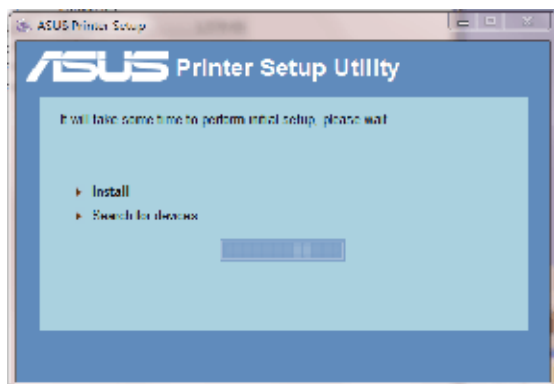 ASUS Printer Setup
ASUS Printer Setup Utility
It will take some time to perform initial setup, please wait
Install
Search for devices